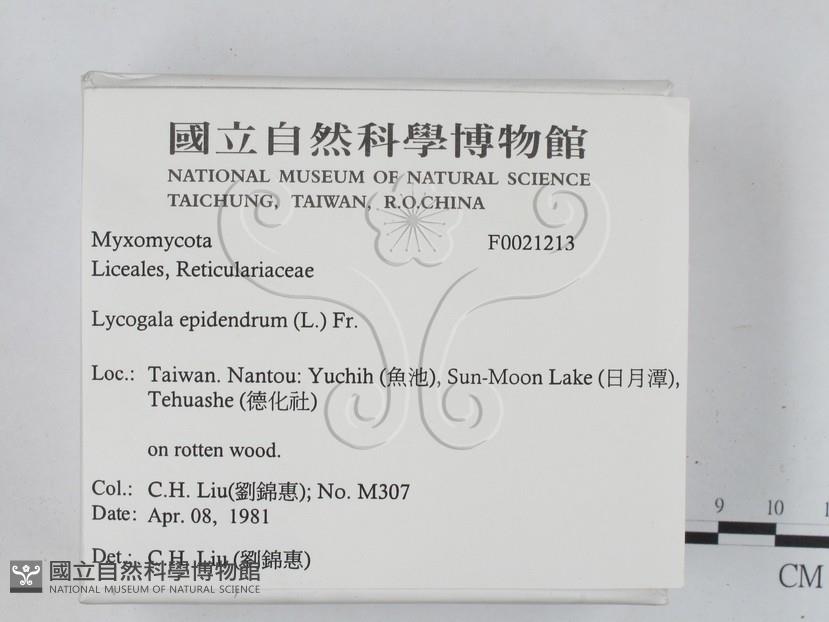 國立自然科學博物館
NATIONAL MUSEUM OF NATURAL SCIENCE
TAICHUNG, TAIWAN, R.O.CHINA
Myxomycota F0021213
Liceales, Reticulariaceae
Lycogala epidendrum (L.) Fr.
Loc.: Taiwan. Nantou: Yuchih (魚池), Sun-Moon Lake (日月潭),
Tehuashe (德化社)
on rotten wood.
Col.: C.H. Liu(劉錦惠); No. M307
Date: Apr. 08, 1981
Det.: C.H. Liu (劉錦惠)
國立自然科學博物館
NATIONAL MUSEUM OF NATURAL SCIENCE
9 10
CM